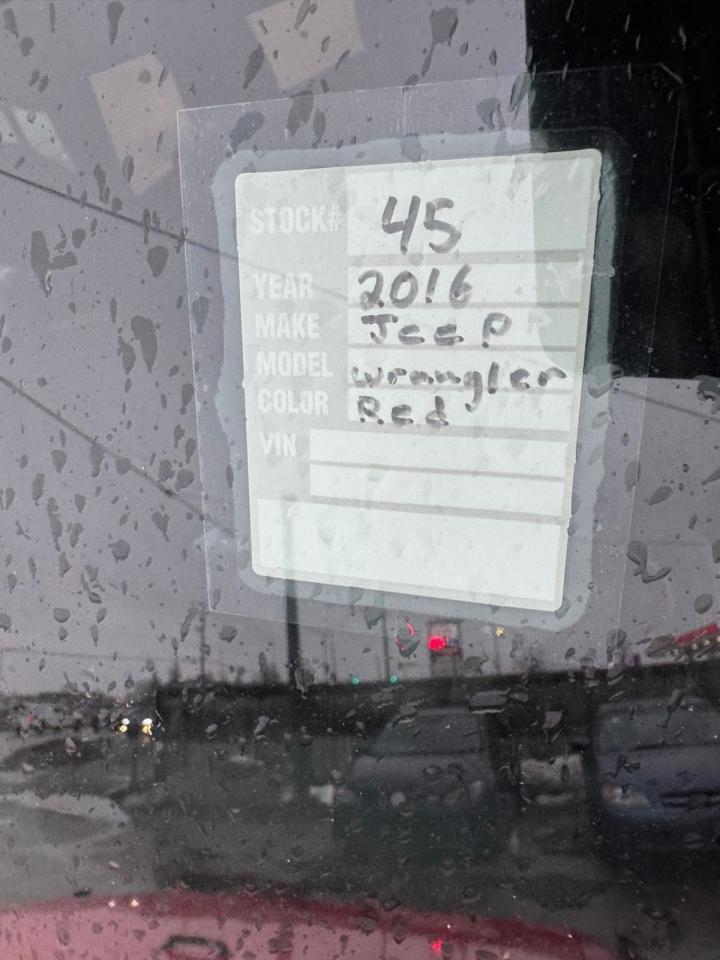 STOCK# 45
YEAR 2016
MAKE Jeep
MODEL Wrangler
COLOR Red
VIN